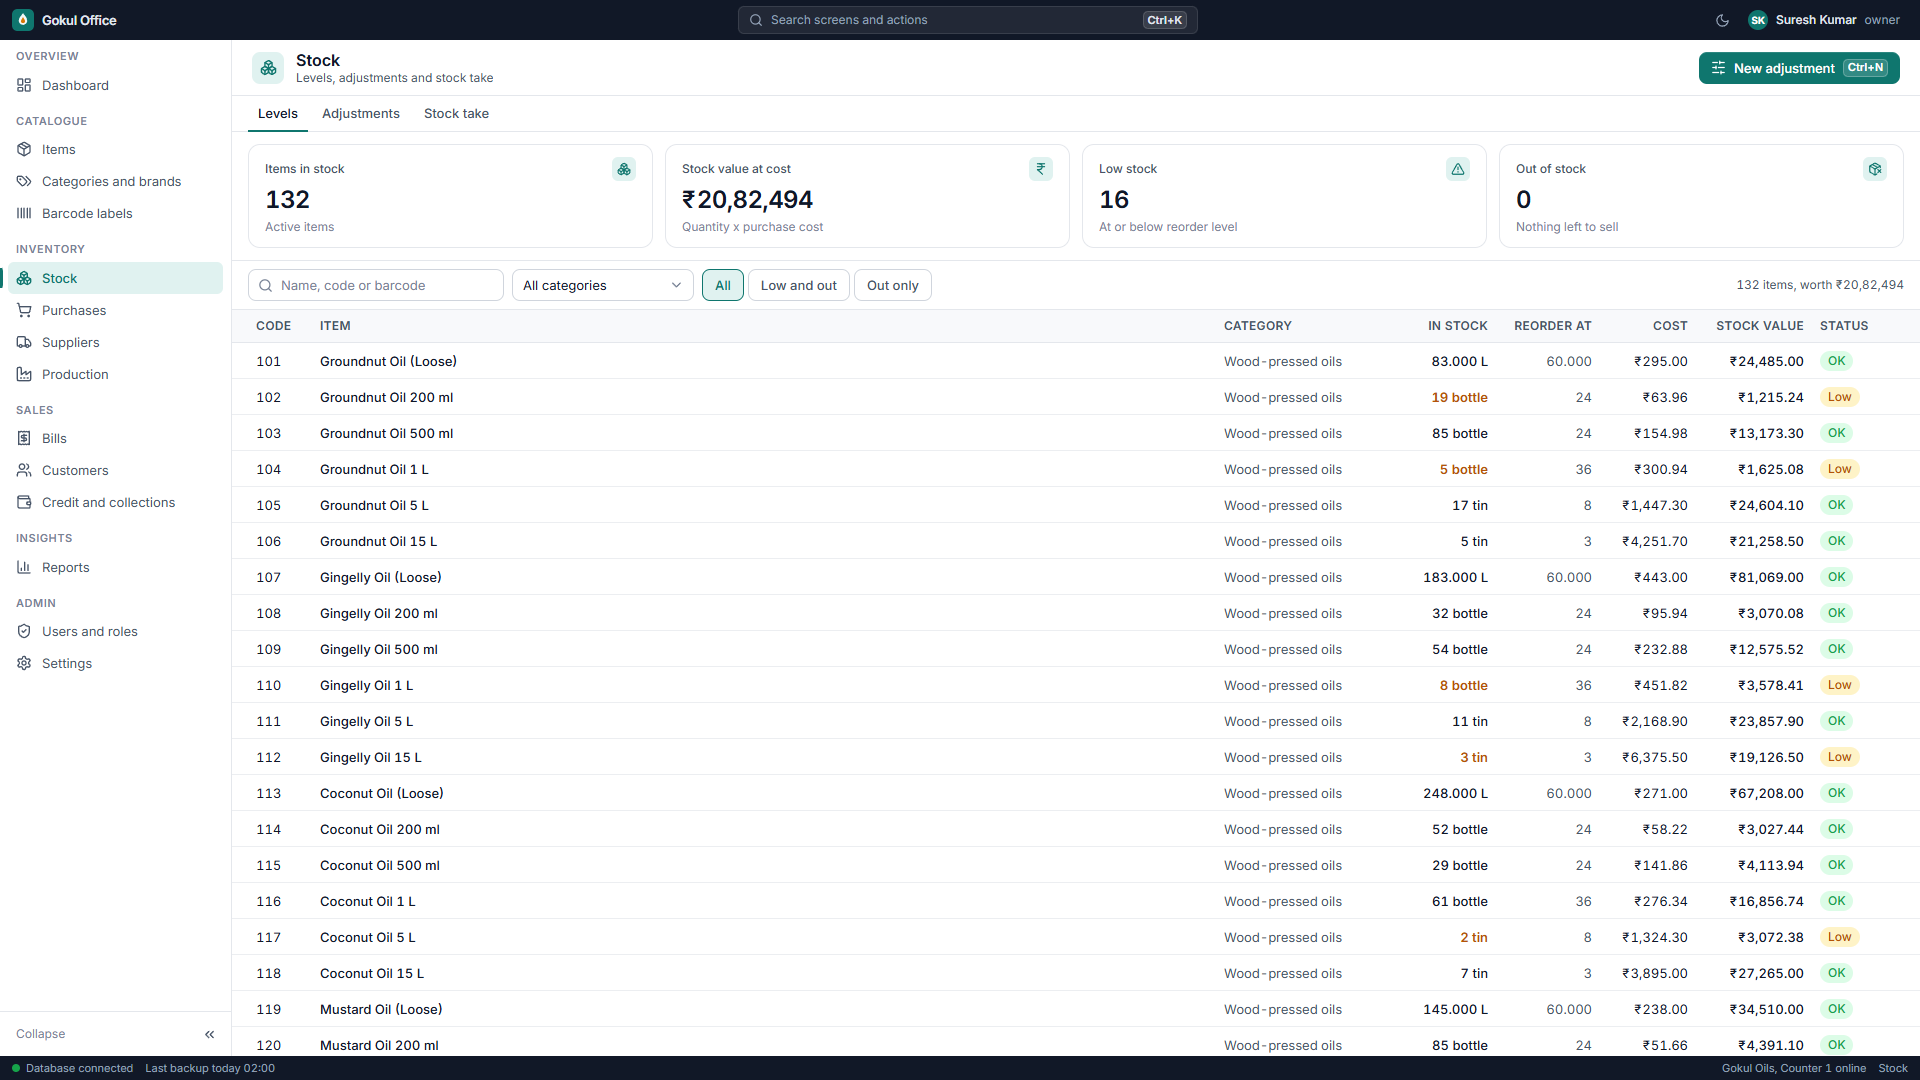 Gokul Office
Search screens and actions
Ctrl+K
SK
Suresh Kumar owner
OVERVIEW
Dashboard
CATALOGUE
Items
Categories and brands
Barcode labels
INVENTORY
Stock
Purchases
Suppliers
Production
SALES
Bills
Customers
Credit and collections
INSIGHTS
Reports
ADMIN
Users and roles
Settings
Collapse
Stock
Levels, adjustments and stock take
New adjustment Ctrl+N
Levels Adjustments Stock take
Items in stock
132
Active items
Stock value at cost
₹20,82,494
Quantity x purchase cost
Low stock
16
At or below reorder level
Out of stock
0
Nothing left to sell
Name, code or barcode
All categories
All
Low and out
Out only
132 items, worth ₹20,82,494
CODE ITEM CATEGORY IN STOCK REORDER AT COST STOCK VALUE STATUS
101 Groundnut Oil (Loose) Wood-pressed oils 83.000 L 60.000 ₹295.00 ₹24,485.00 OK
102 Groundnut Oil 200 ml Wood-pressed oils 19 bottle 24 ₹63.96 ₹1,215.24 Low
103 Groundnut Oil 500 ml Wood-pressed oils 85 bottle 24 ₹154.98 ₹13,173.30 OK
104 Groundnut Oil 1 L Wood-pressed oils 5 bottle 36 ₹300.94 ₹1,625.08 Low
105 Groundnut Oil 5 L Wood-pressed oils 17 tin 8 ₹1,447.30 ₹24,604.10 OK
106 Groundnut Oil 15 L Wood-pressed oils 5 tin 3 ₹4,251.70 ₹21,258.50 OK
107 Gingelly Oil (Loose) Wood-pressed oils 183.000 L 60.000 ₹443.00 ₹81,069.00 OK
108 Gingelly Oil 200 ml Wood-pressed oils 32 bottle 24 ₹95.94 ₹3,070.08 OK
109 Gingelly Oil 500 ml Wood-pressed oils 54 bottle 24 ₹232.88 ₹12,575.52 OK
110 Gingelly Oil 1 L Wood-pressed oils 8 bottle 36 ₹451.82 ₹3,578.41 Low
111 Gingelly Oil 5 L Wood-pressed oils 11 tin 8 ₹2,168.90 ₹23,857.90 OK
112 Gingelly Oil 15 L Wood-pressed oils 3 tin 3 ₹6,375.50 ₹19,126.50 Low
113 Coconut Oil (Loose) Wood-pressed oils 248.000 L 60.000 ₹271.00 ₹67,208.00 OK
114 Coconut Oil 200 ml Wood-pressed oils 52 bottle 24 ₹58.22 ₹3,027.44 OK
115 Coconut Oil 500 ml Wood-pressed oils 29 bottle 24 ₹141.86 ₹4,113.94 OK
116 Coconut Oil 1 L Wood-pressed oils 61 bottle 36 ₹276.34 ₹16,856.74 OK
117 Coconut Oil 5 L Wood-pressed oils 2 tin 8 ₹1,324.30 ₹3,072.38 Low
118 Coconut Oil 15 L Wood-pressed oils 7 tin 3 ₹3,895.00 ₹27,265.00 OK
119 Mustard Oil (Loose) Wood-pressed oils 145.000 L 60.000 ₹238.00 ₹34,510.00 OK
120 Mustard Oil 200 ml Wood-pressed oils 85 bottle 24 ₹51.66 ₹4,391.10 OK
Database connected Last backup today 02:00
Gokul Oils, Counter 1 online Stock